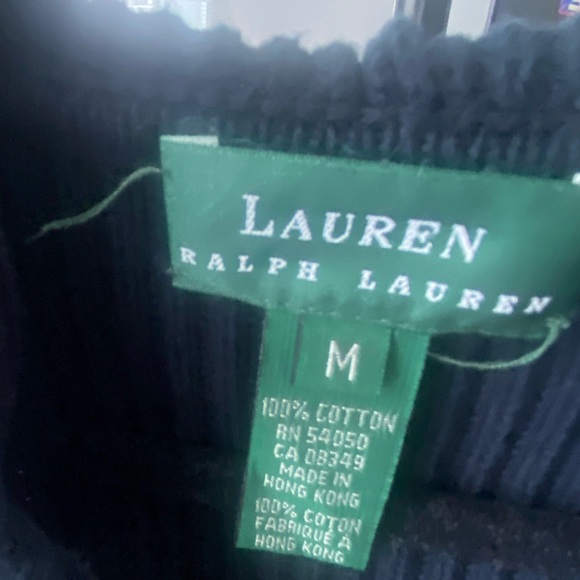 LAUREN
RALPH LAUREN
M
100% COTTON
RN 54050
CA 08349
MADE IN
HONG KONG
100% COTON
FABRIQUÉ À
HONG KONG